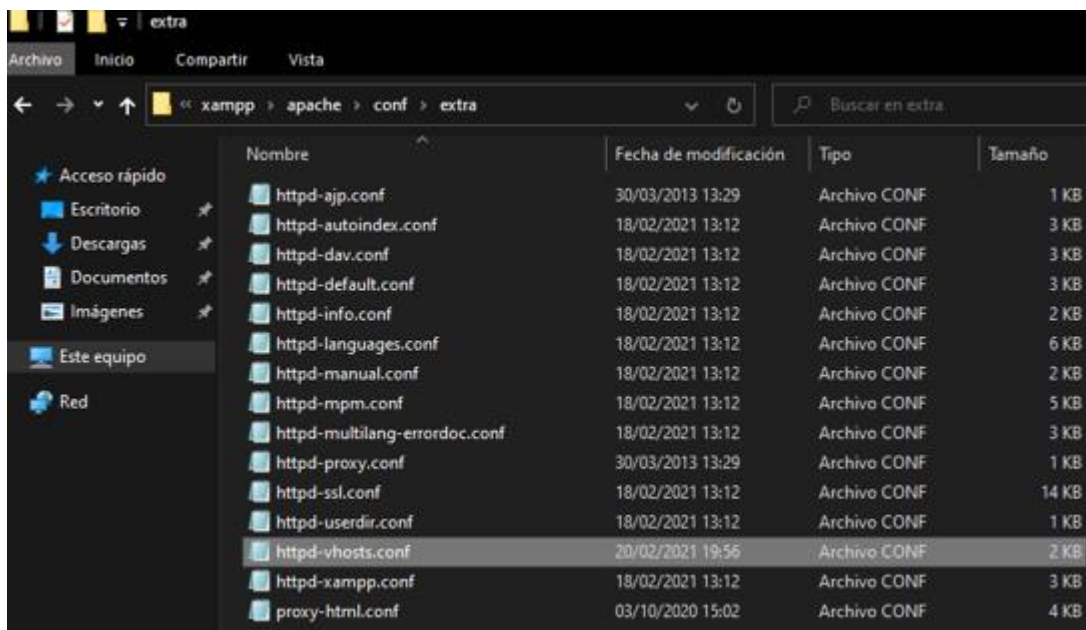 extra
Archivo Inicio Compartir Vista
« xampp › apache › conf › extra Buscar en extra
Nombre Fecha de modificación Tipo Tamaño
Acceso rápido
Escritorio
Descargas
Documentos
Imágenes
Este equipo
Red
httpd-ajp.conf 30/03/2013 13:29 Archivo CONF 1 KB
httpd-autoindex.conf 18/02/2021 13:12 Archivo CONF 3 KB
httpd-dav.conf 18/02/2021 13:12 Archivo CONF 3 KB
httpd-default.conf 18/02/2021 13:12 Archivo CONF 3 KB
httpd-info.conf 18/02/2021 13:12 Archivo CONF 2 KB
httpd-languages.conf 18/02/2021 13:12 Archivo CONF 6 KB
httpd-manual.conf 18/02/2021 13:12 Archivo CONF 2 KB
httpd-mpm.conf 18/02/2021 13:12 Archivo CONF 5 KB
httpd-multilang-errordoc.conf 18/02/2021 13:12 Archivo CONF 3 KB
httpd-proxy.conf 30/03/2013 13:29 Archivo CONF 1 KB
httpd-ssl.conf 18/02/2021 13:12 Archivo CONF 14 KB
httpd-userdir.conf 18/02/2021 13:12 Archivo CONF 1 KB
httpd-vhosts.conf 20/02/2021 19:56 Archivo CONF 2 KB
httpd-xampp.conf 18/02/2021 13:12 Archivo CONF 3 KB
proxy-html.conf 03/10/2020 15:02 Archivo CONF 4 KB